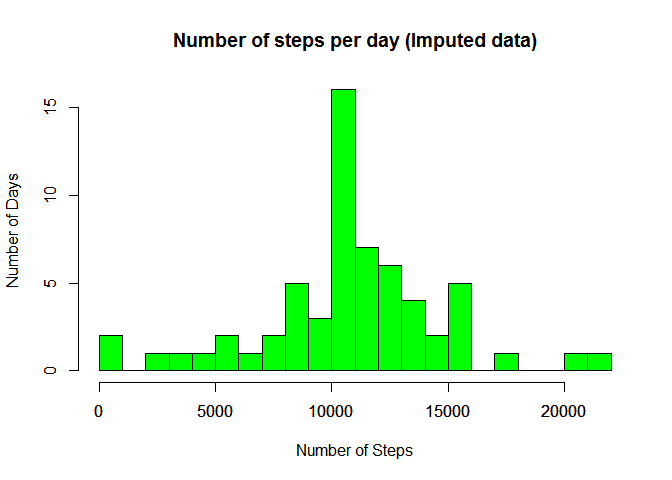 Number of steps per day (Imputed data)
15
10
5
0
Number of Days
0 5000 10000 15000 20000
Number of Steps